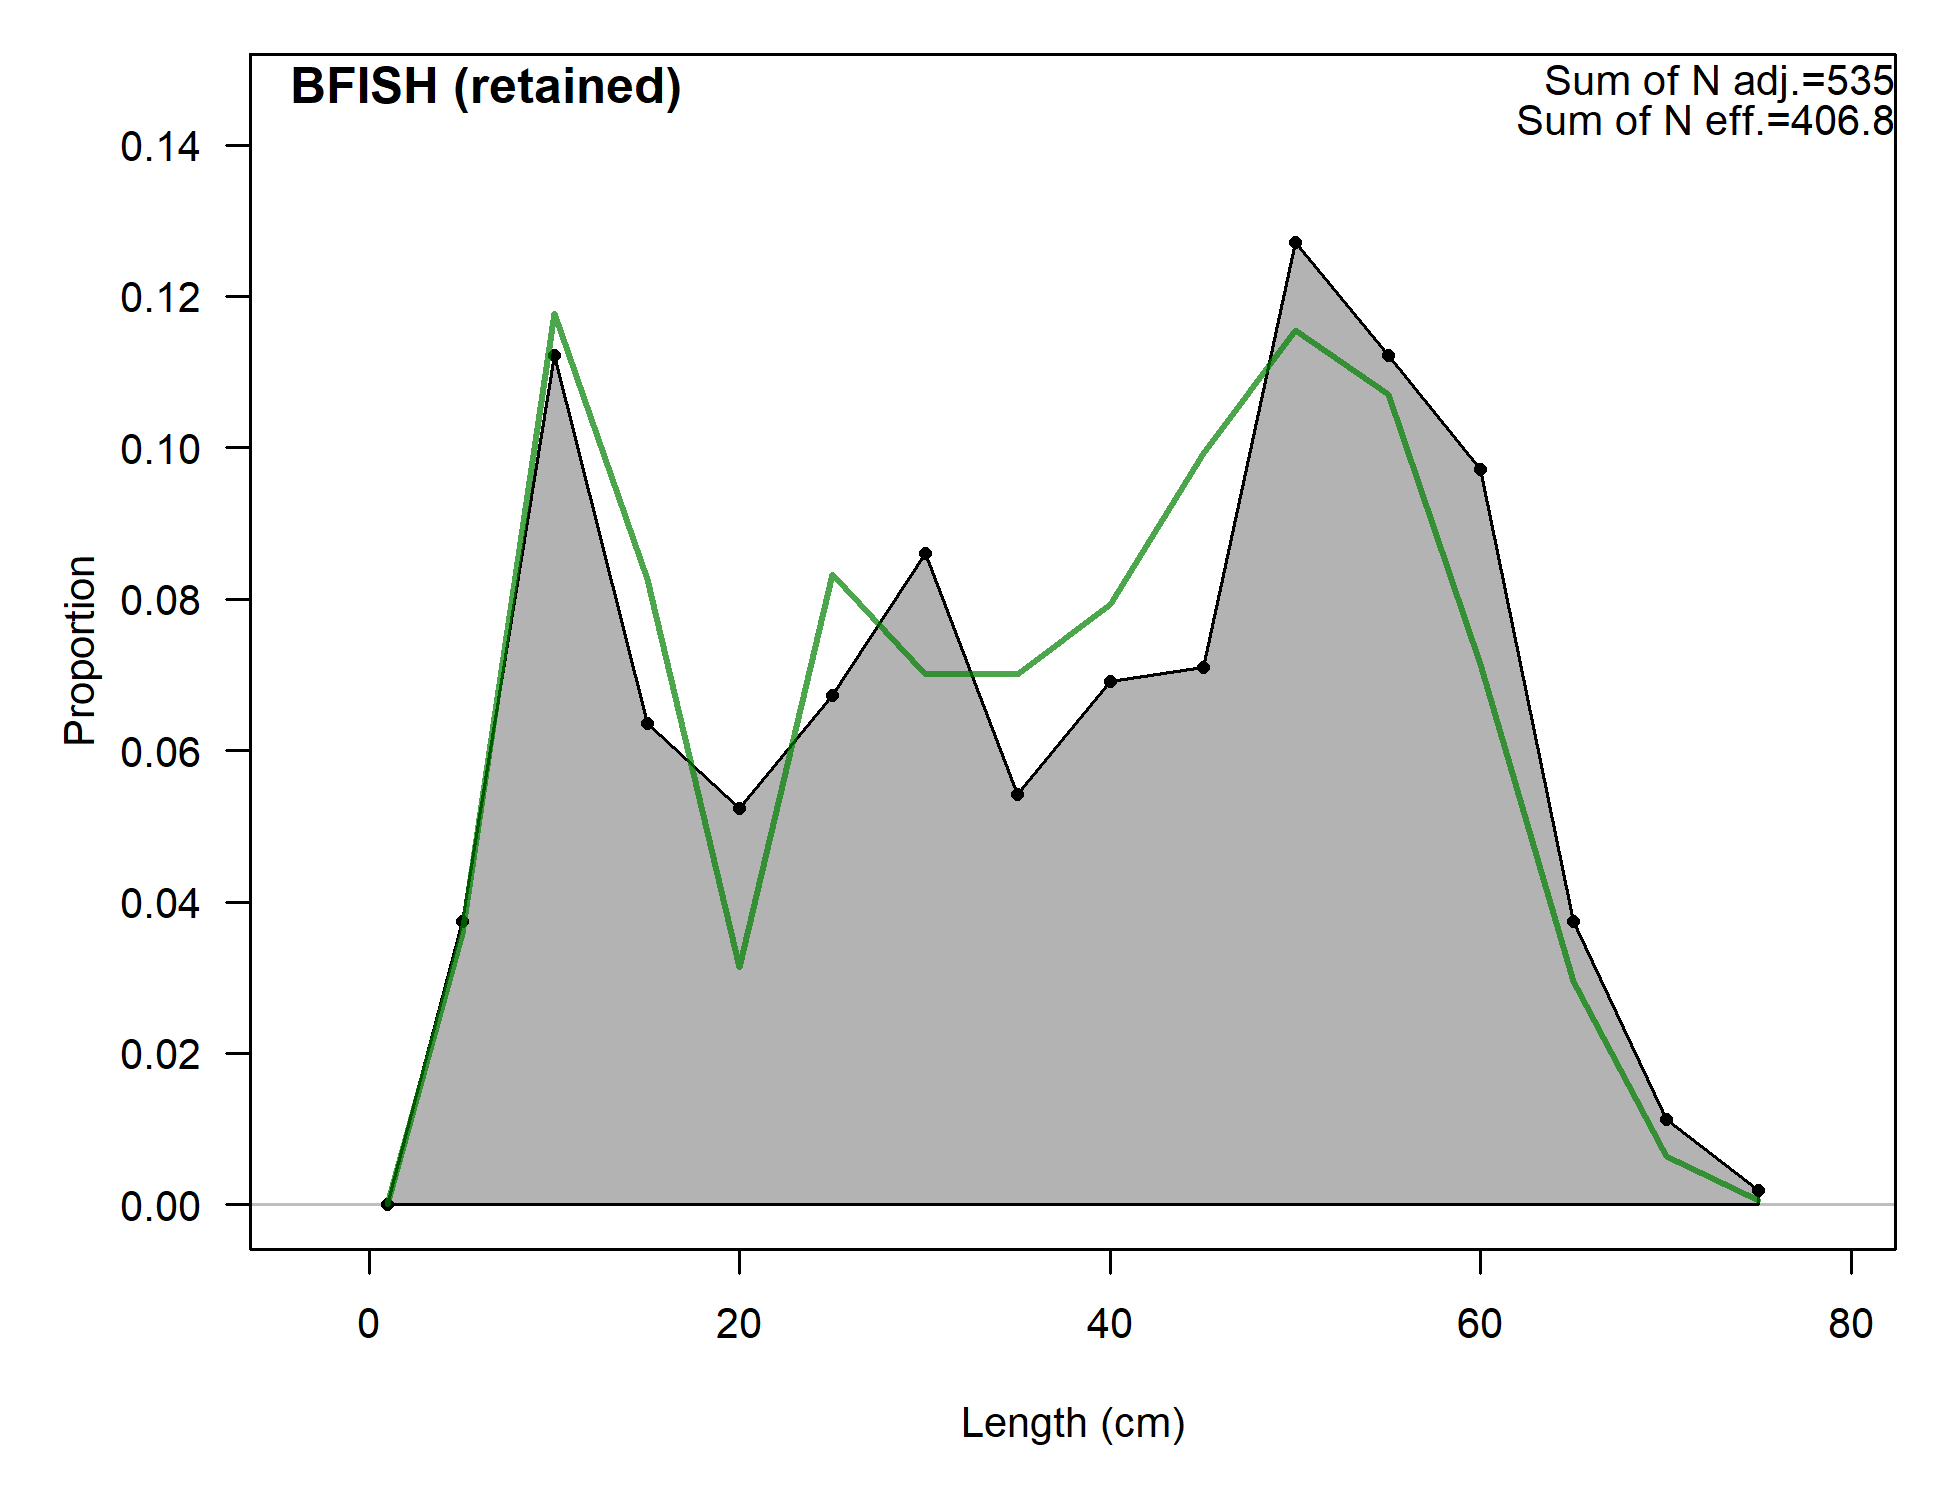 BFISH (retained)
Sum of N adj.=535
Sum of N eff.=406.8
0.14
0.12
0.10
0.08
0.06
0.04
0.02
0.00
Proportion
0 20 40 60 80
Length (cm)